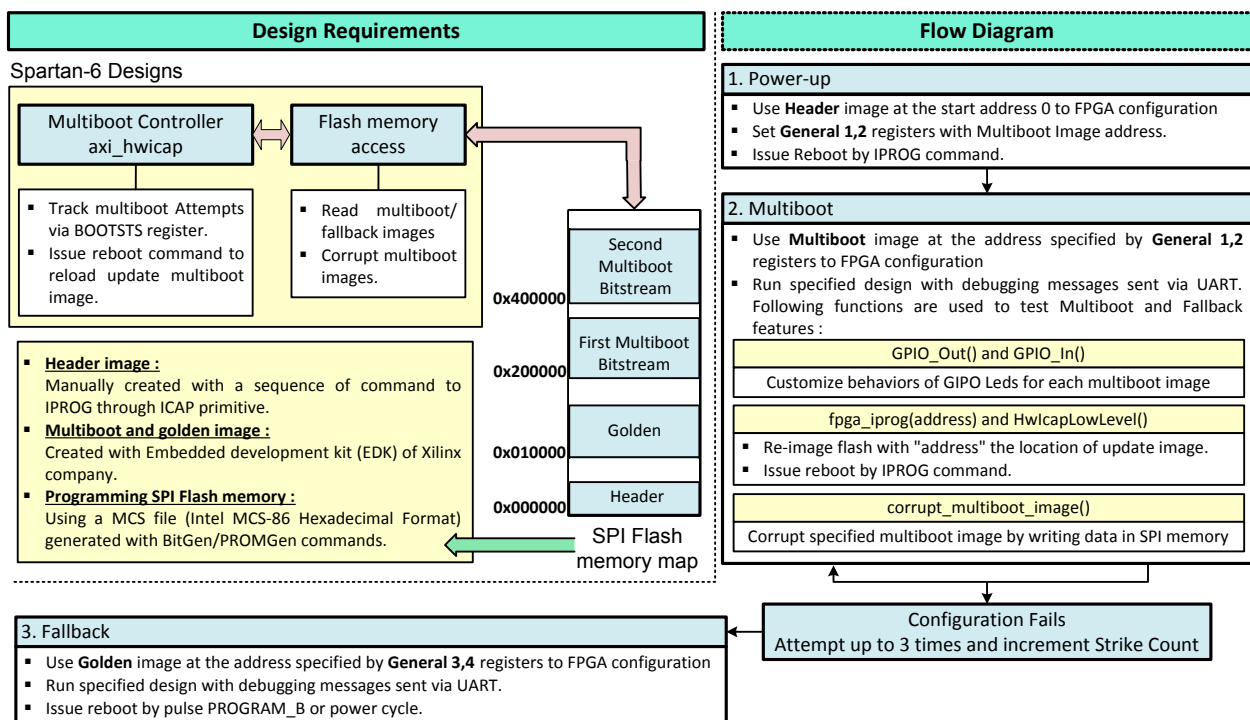 Design Requirements
Spartan-6 Designs
Multiboot Controller
axi_hwicap
Flash memory
access
▪ Track multiboot Attempts
via BOOTSTS register.
▪ Issue reboot command to
reload update multiboot
image.
▪ Read multiboot/
fallback images
▪ Corrupt multiboot
images.
▪ Header image :
Manually created with a sequence of command to
IPROG through ICAP primitive.
▪ Multiboot and golden image :
Created with Embedded development kit (EDK) of Xilinx
company.
▪ Programming SPI Flash memory :
Using a MCS file (Intel MCS-86 Hexadecimal Format)
generated with BitGen/PROMGen commands.
Second
Multiboot
Bitstream
0x400000
First Multiboot
Bitstream
0x200000
Golden
0x010000
Header
0x000000
SPI Flash
memory map
Flow Diagram
1. Power-up
▪ Use Header image at the start address 0 to FPGA configuration
▪ Set General 1,2 registers with Multiboot Image address.
▪ Issue Reboot by IPROG command.
2. Multiboot
▪ Use Multiboot image at the address specified by General 1,2
registers to FPGA configuration
▪ Run specified design with debugging messages sent via UART.
Following functions are used to test Multiboot and Fallback
features :
GPIO_Out() and GPIO_In()
Customize behaviors of GIPO Leds for each multiboot image
fpga_iprog(address) and HwIcapLowLevel()
▪ Re-image flash with "address" the location of update image.
▪ Issue reboot by IPROG command.
corrupt_multiboot_image()
Corrupt specified multiboot image by writing data in SPI memory
Configuration Fails
Attempt up to 3 times and increment Strike Count
3. Fallback
▪ Use Golden image at the address specified by General 3,4 registers to FPGA configuration
▪ Run specified design with debugging messages sent via UART.
▪ Issue reboot by pulse PROGRAM_B or power cycle.